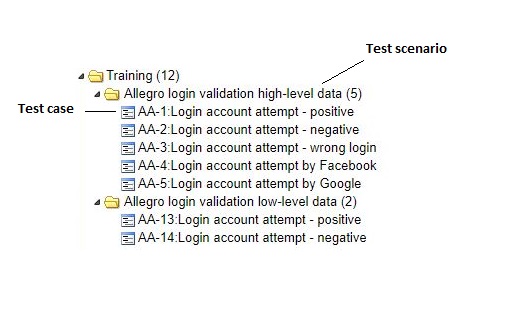 Test scenario
Training (12)
Allegro login validation high-level data (5)
Test case
AA-1:Login account attempt - positive
AA-2:Login account attempt - negative
AA-3:Login account attempt - wrong login
AA-4:Login account attempt by Facebook
AA-5:Login account attempt by Google
Allegro login validation low-level data (2)
AA-13:Login account attempt - positive
AA-14:Login account attempt - negative